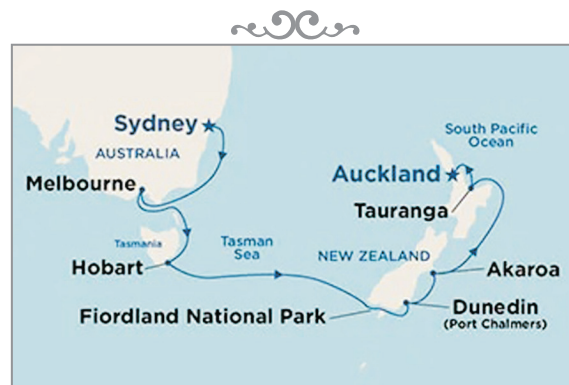 Sydney
AUSTRALIA
Melbourne
Tasmania
Hobart
Tasman
Sea
South Pacific
Ocean
Auckland
Tauranga
NEW ZEALAND
Akaroa
Dunedin
(Port Chalmers)
Fiordland National Park